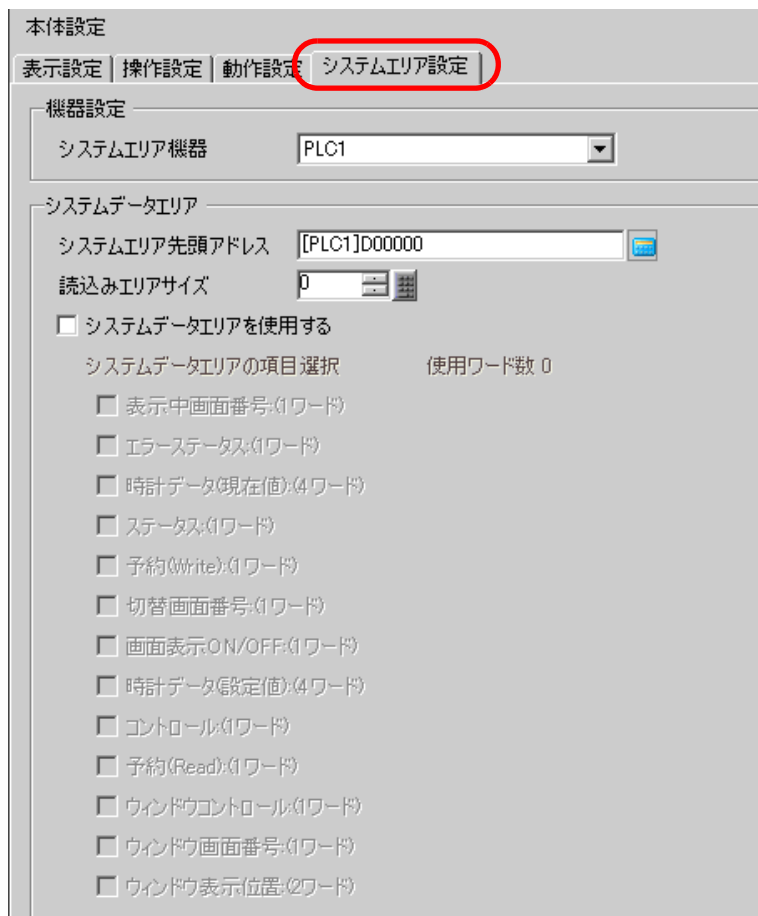 本体設定
表示設定 操作設定 動作設定 システムエリア設定
機器設定
システムエリア機器 PLC1
システムデータエリア
システムエリア先頭アドレス [PLC1]D00000
読込みエリアサイズ 0
システムデータエリアを使用する
システムデータエリアの項目選択 使用ワード数 0
表示中画面番号:(1ワード)
エラーステータス:(1ワード)
時計データ(現在値):(4ワード)
ステータス:(1ワード)
予約(Write):(1ワード)
切替画面番号:(1ワード)
画面表示ON/OFF:(1ワード)
時計データ(設定値):(4ワード)
コントロール:(1ワード)
予約(Read):(1ワード)
ウィンドウコントロール:(1ワード)
ウィンドウ画面番号:(1ワード)
ウィンドウ表示位置:(2ワード)